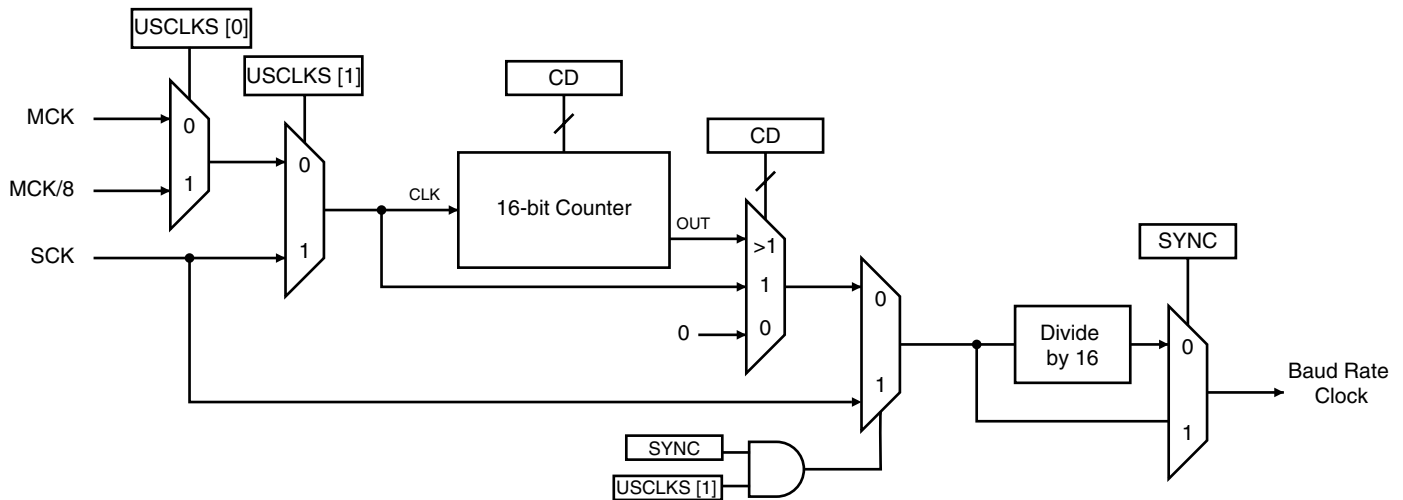 USCLKS [0]
USCLKS [1]
CD
CD
MCK
0
MCK/8
1
0
CLK
16-bit Counter
OUT
>1
SYNC
SCK
1
1
0
0
0
Divide
by 16
0
1
1
Baud Rate
Clock
SYNC
USCLKS [1]